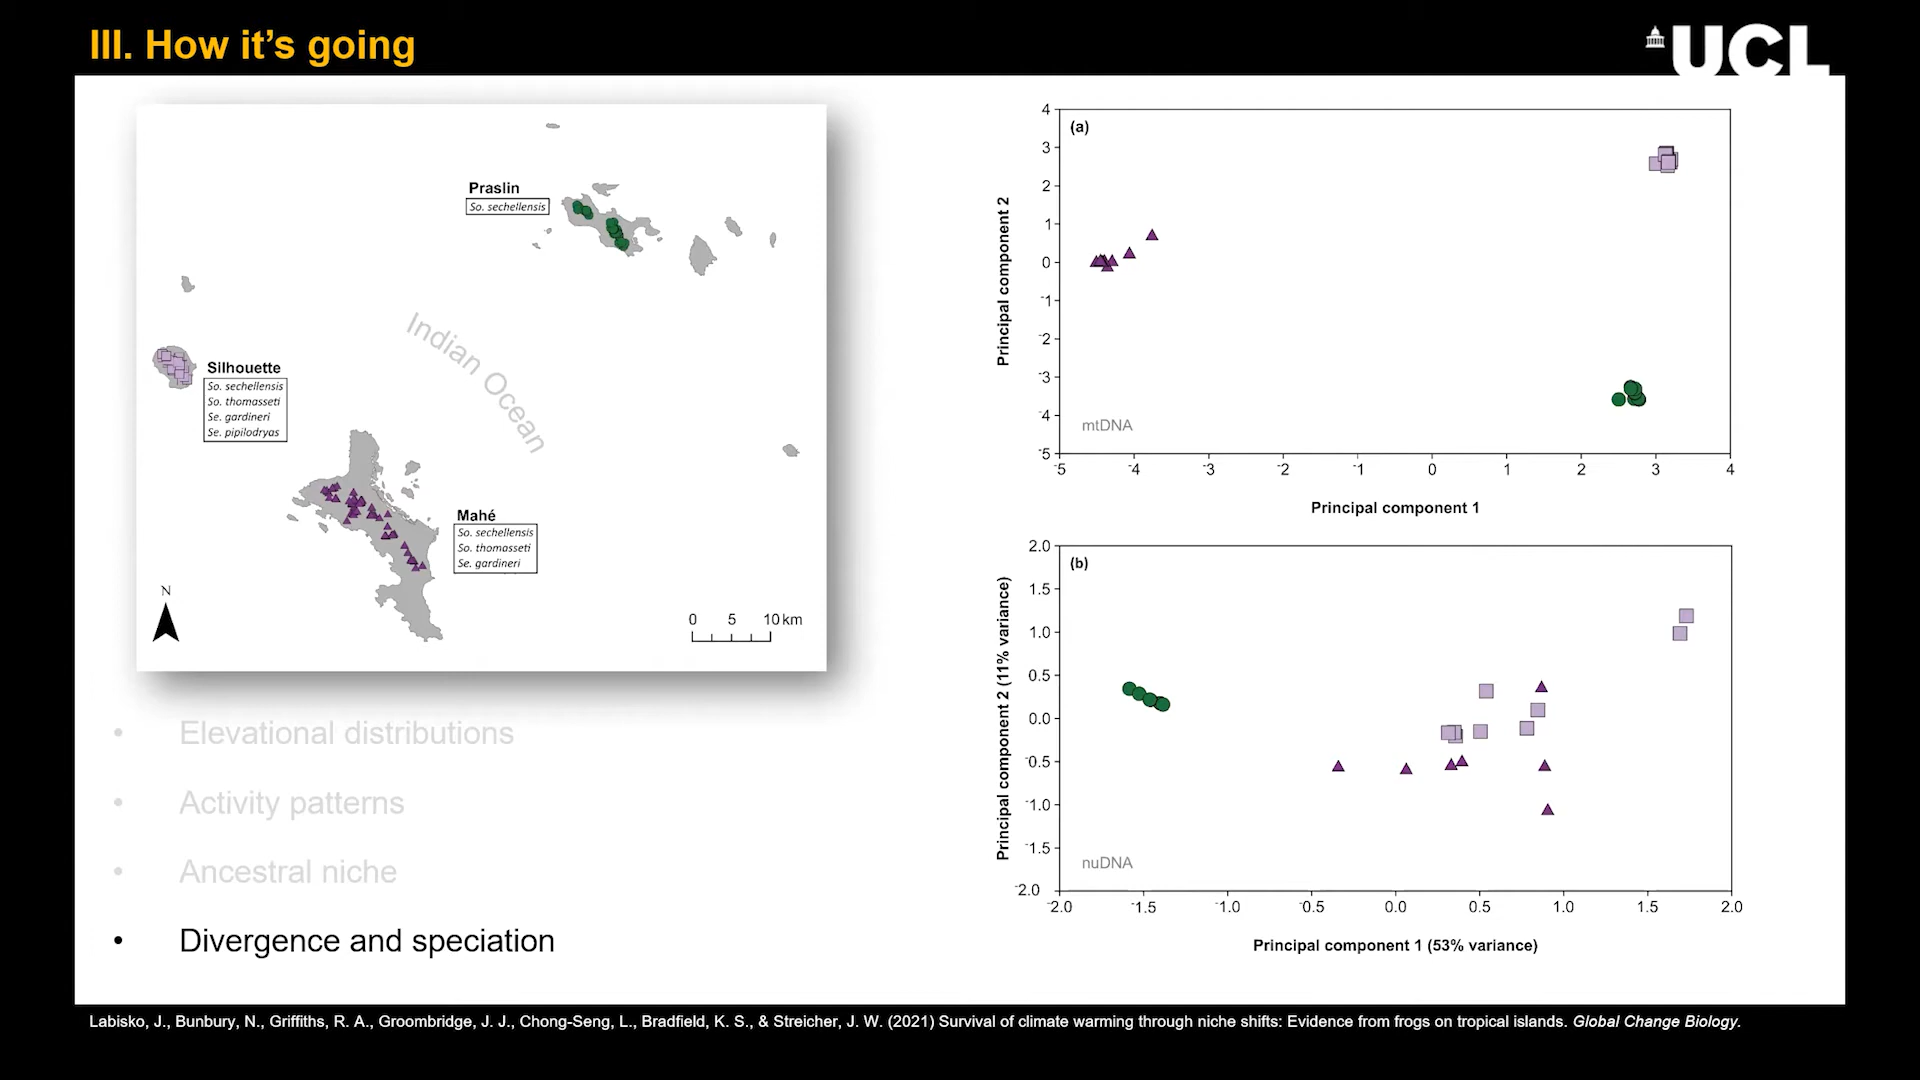 III. How it's going
UCL
Praslin
So. sechellensis
Indian Ocean
Silhouette
So. sechellensis
So. thomasseti
Se. gardineri
Se. pipilodryas
Mahé
So. sechellensis
So. thomasseti
Se. gardineri
N
0 5 10 km
(a)
4
3
2
1
0
-1
-2
-3
-4
-5
Principal component 2
mtDNA
-5 -4 -3 -2 -1 0 1 2 3 4
Principal component 1
(b)
2.0
1.5
1.0
0.5
0.0
-0.5
-1.0
-1.5
-2.0
Principal component 2 (11% variance)
nuDNA
-2.0 -1.5 -1.0 -0.5 0.0 0.5 1.0 1.5 2.0
Principal component 1 (53% variance)
• Elevational distributions
• Activity patterns
• Ancestral niche
• Divergence and speciation
Labisko, J., Bunbury, N., Griffiths, R. A., Groombridge, J. J., Chong-Seng, L., Bradfield, K. S., & Streicher, J. W. (2021) Survival of climate warming through niche shifts: Evidence from frogs on tropical islands. Global Change Biology.